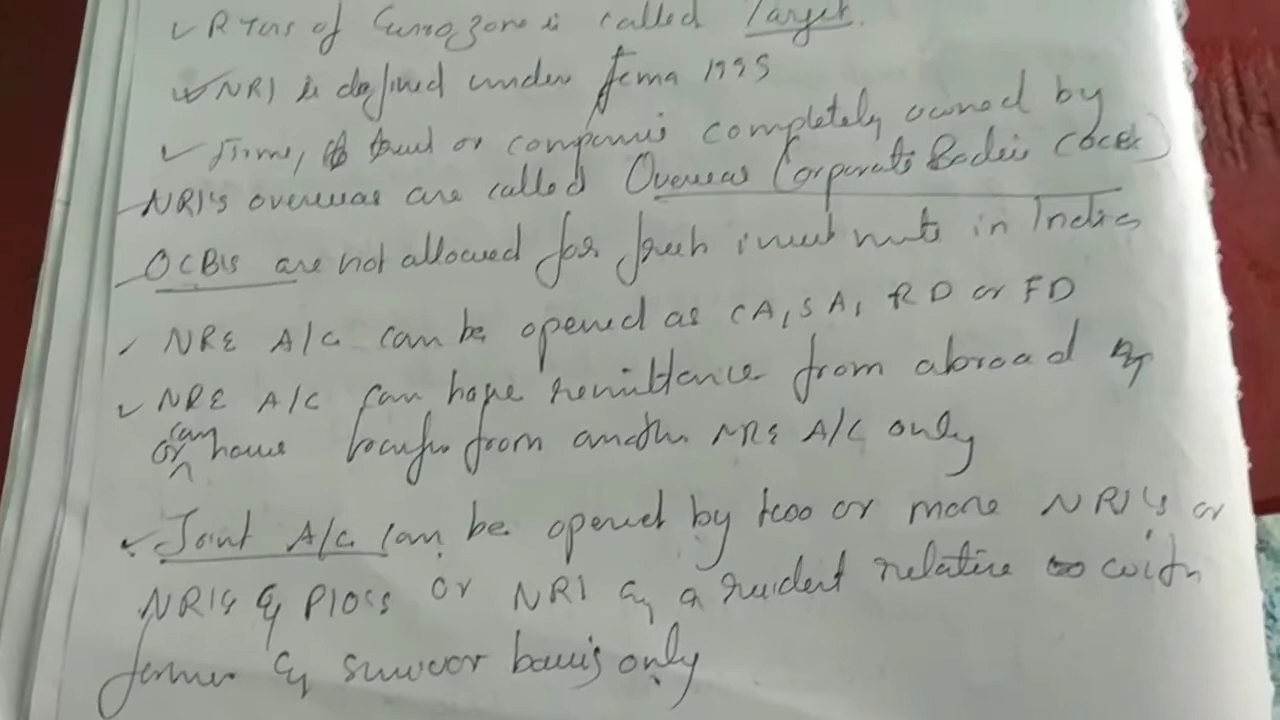 ✓ RTGS of Eurozone is called Target.
✓ NRI is defined under Fema 1995
✓ Firms, or companies completely owned by
NRI's overseas are called Overseas Corporate Bodies (OCBs)
OCBIs are not allowed for fresh investments in India
✓ NRE A/C can be opened as CA, SA, RD or FD
✓ NRE A/C can have remittance from abroad &
or can have transfer from another NRE A/C only
✓ Joint A/C can be opened by two or more NRI's or
NRIs & PIOs or NRI & a resident relative with
former & survivor basis only